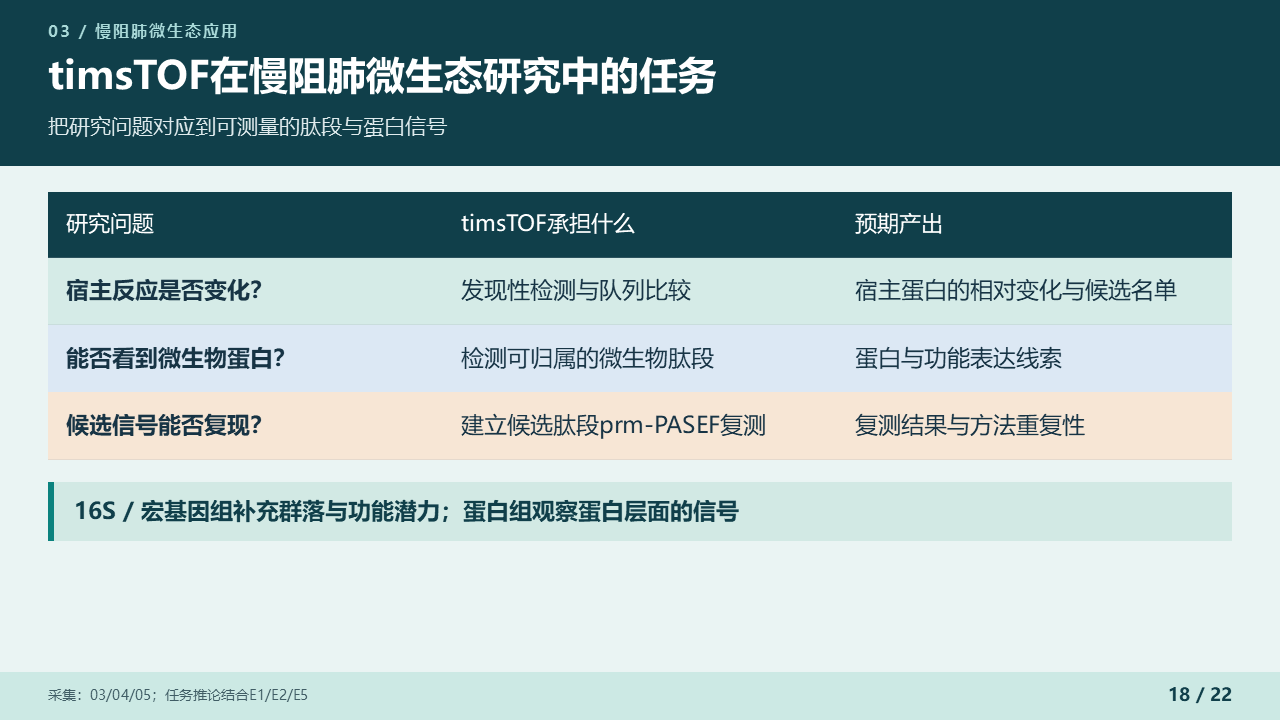 03 / 慢阻肺微生态应用
timsTOF在慢阻肺微生态研究中的任务
把研究问题对应到可测量的肽段与蛋白信号
研究问题 timsTOF承担什么 预期产出
宿主反应是否变化? 发现性检测与队列比较 宿主蛋白的相对变化与候选名单
能否看到微生物蛋白? 检测可归属的微生物肽段 蛋白与功能表达线索
候选信号能否复现? 建立候选肽段prm-PASEF复测 复测结果与方法重复性
16S / 宏基因组补充群落与功能潜力；蛋白组观察蛋白层面的信号
采集：03/04/05；任务推论结合E1/E2/E5
18 / 22